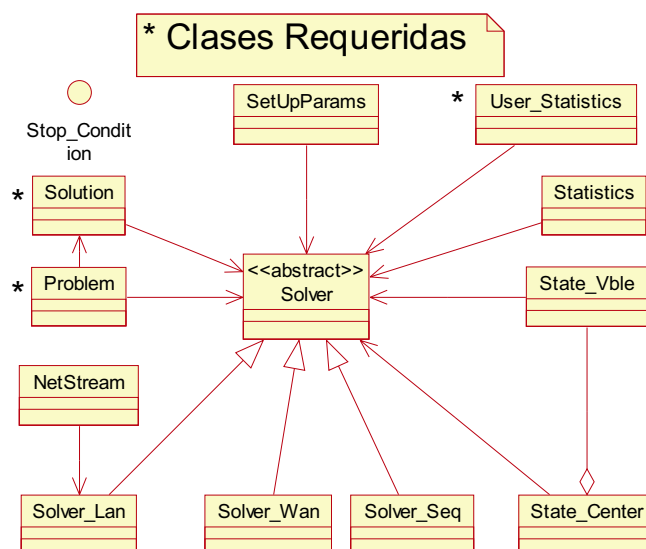 * Clases Requeridas
Stop_Condit
ion
SetUpParams
* User_Statistics
* Solution
Statistics
<<abstract>>
Solver
* Problem
State_Vble
NetStream
Solver_Lan
Solver_Wan
Solver_Seq
State_Center